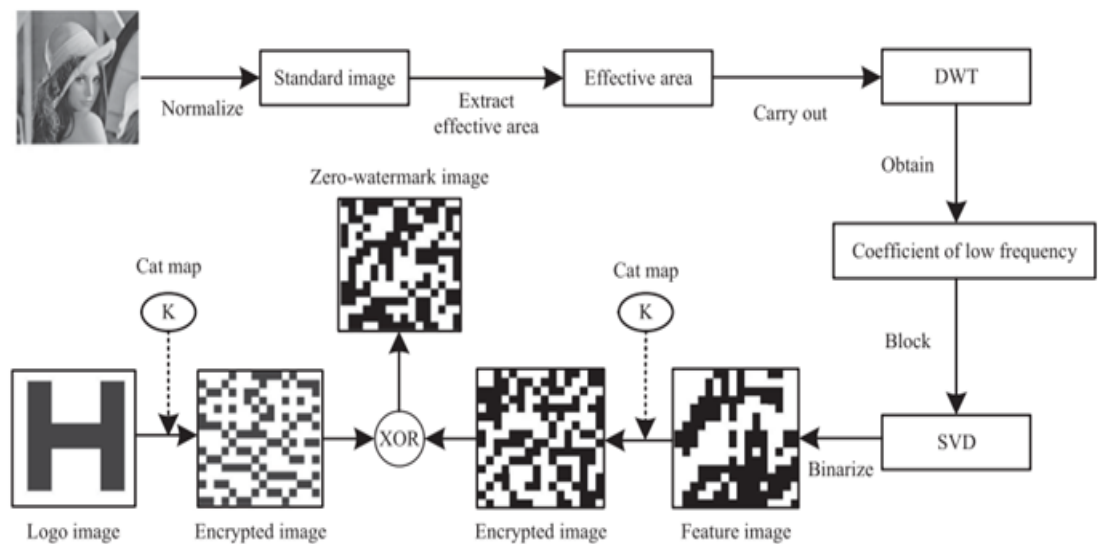 Standard image
Effective area
DWT
Normalize
Extract
effective area
Carry out
Obtain
Zero-watermark image
Coefficient of low frequency
Cat map
K
Cat map
K
Block
H
XOR
SVD
Binarize
Logo image
Encrypted image
Encrypted image
Feature image